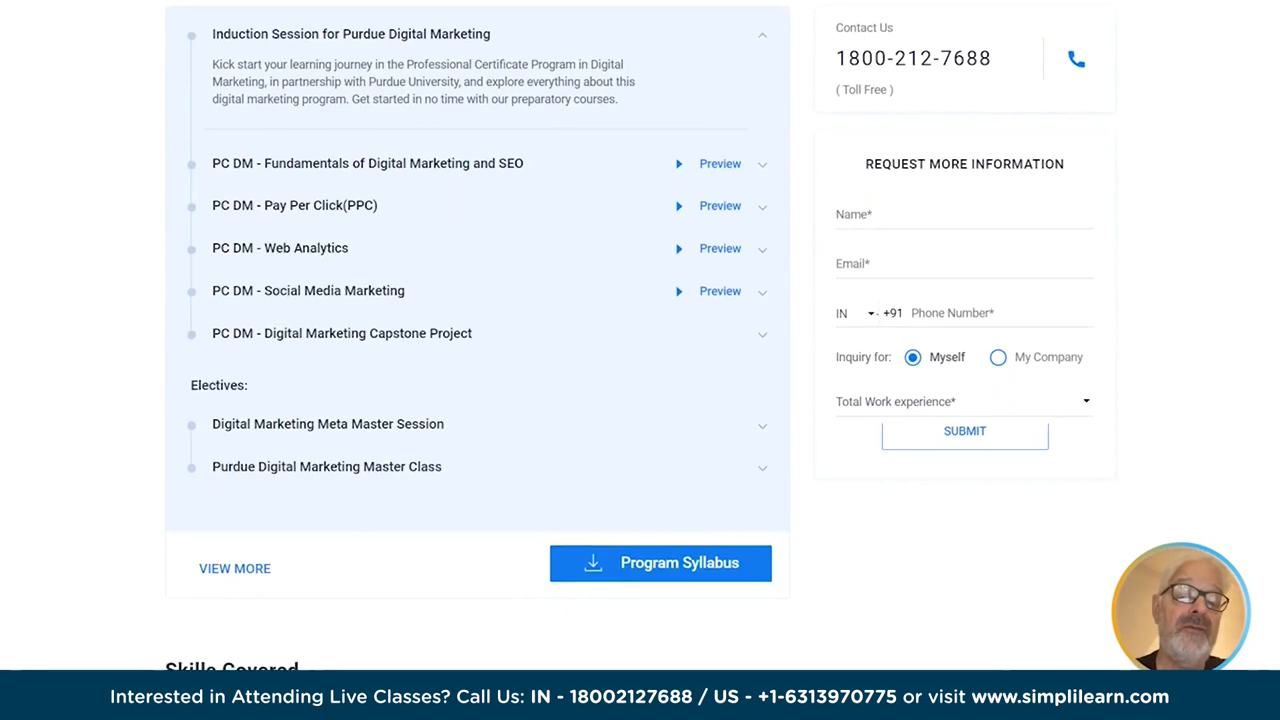 Induction Session for Purdue Digital Marketing
Kick start your learning journey in the Professional Certificate Program in Digital
Marketing, in partnership with Purdue University, and explore everything about this
digital marketing program. Get started in no time with our preparatory courses.
PC DM - Fundamentals of Digital Marketing and SEO
Preview
PC DM - Pay Per Click(PPC)
Preview
PC DM - Web Analytics
Preview
PC DM - Social Media Marketing
Preview
PC DM - Digital Marketing Capstone Project
Electives:
Digital Marketing Meta Master Session
Purdue Digital Marketing Master Class
VIEW MORE
Program Syllabus
Contact Us
1800-212-7688
( Toll Free )
REQUEST MORE INFORMATION
Name*
Email*
IN +91 Phone Number*
Inquiry for: Myself My Company
Total Work experience*
SUBMIT
Skills Covered
Interested in Attending Live Classes? Call Us: IN - 18002127688 / US - +1-6313970775 or visit www.simplilearn.com